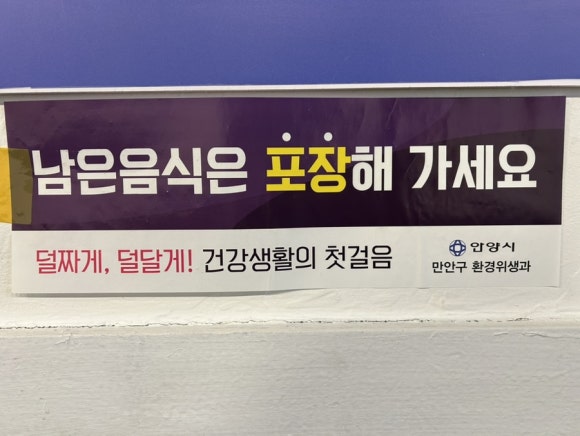 남은음식은 포장해 가세요
덜짜게, 덜달게! 건강생활의 첫걸음
안양시
만안구 환경위생과